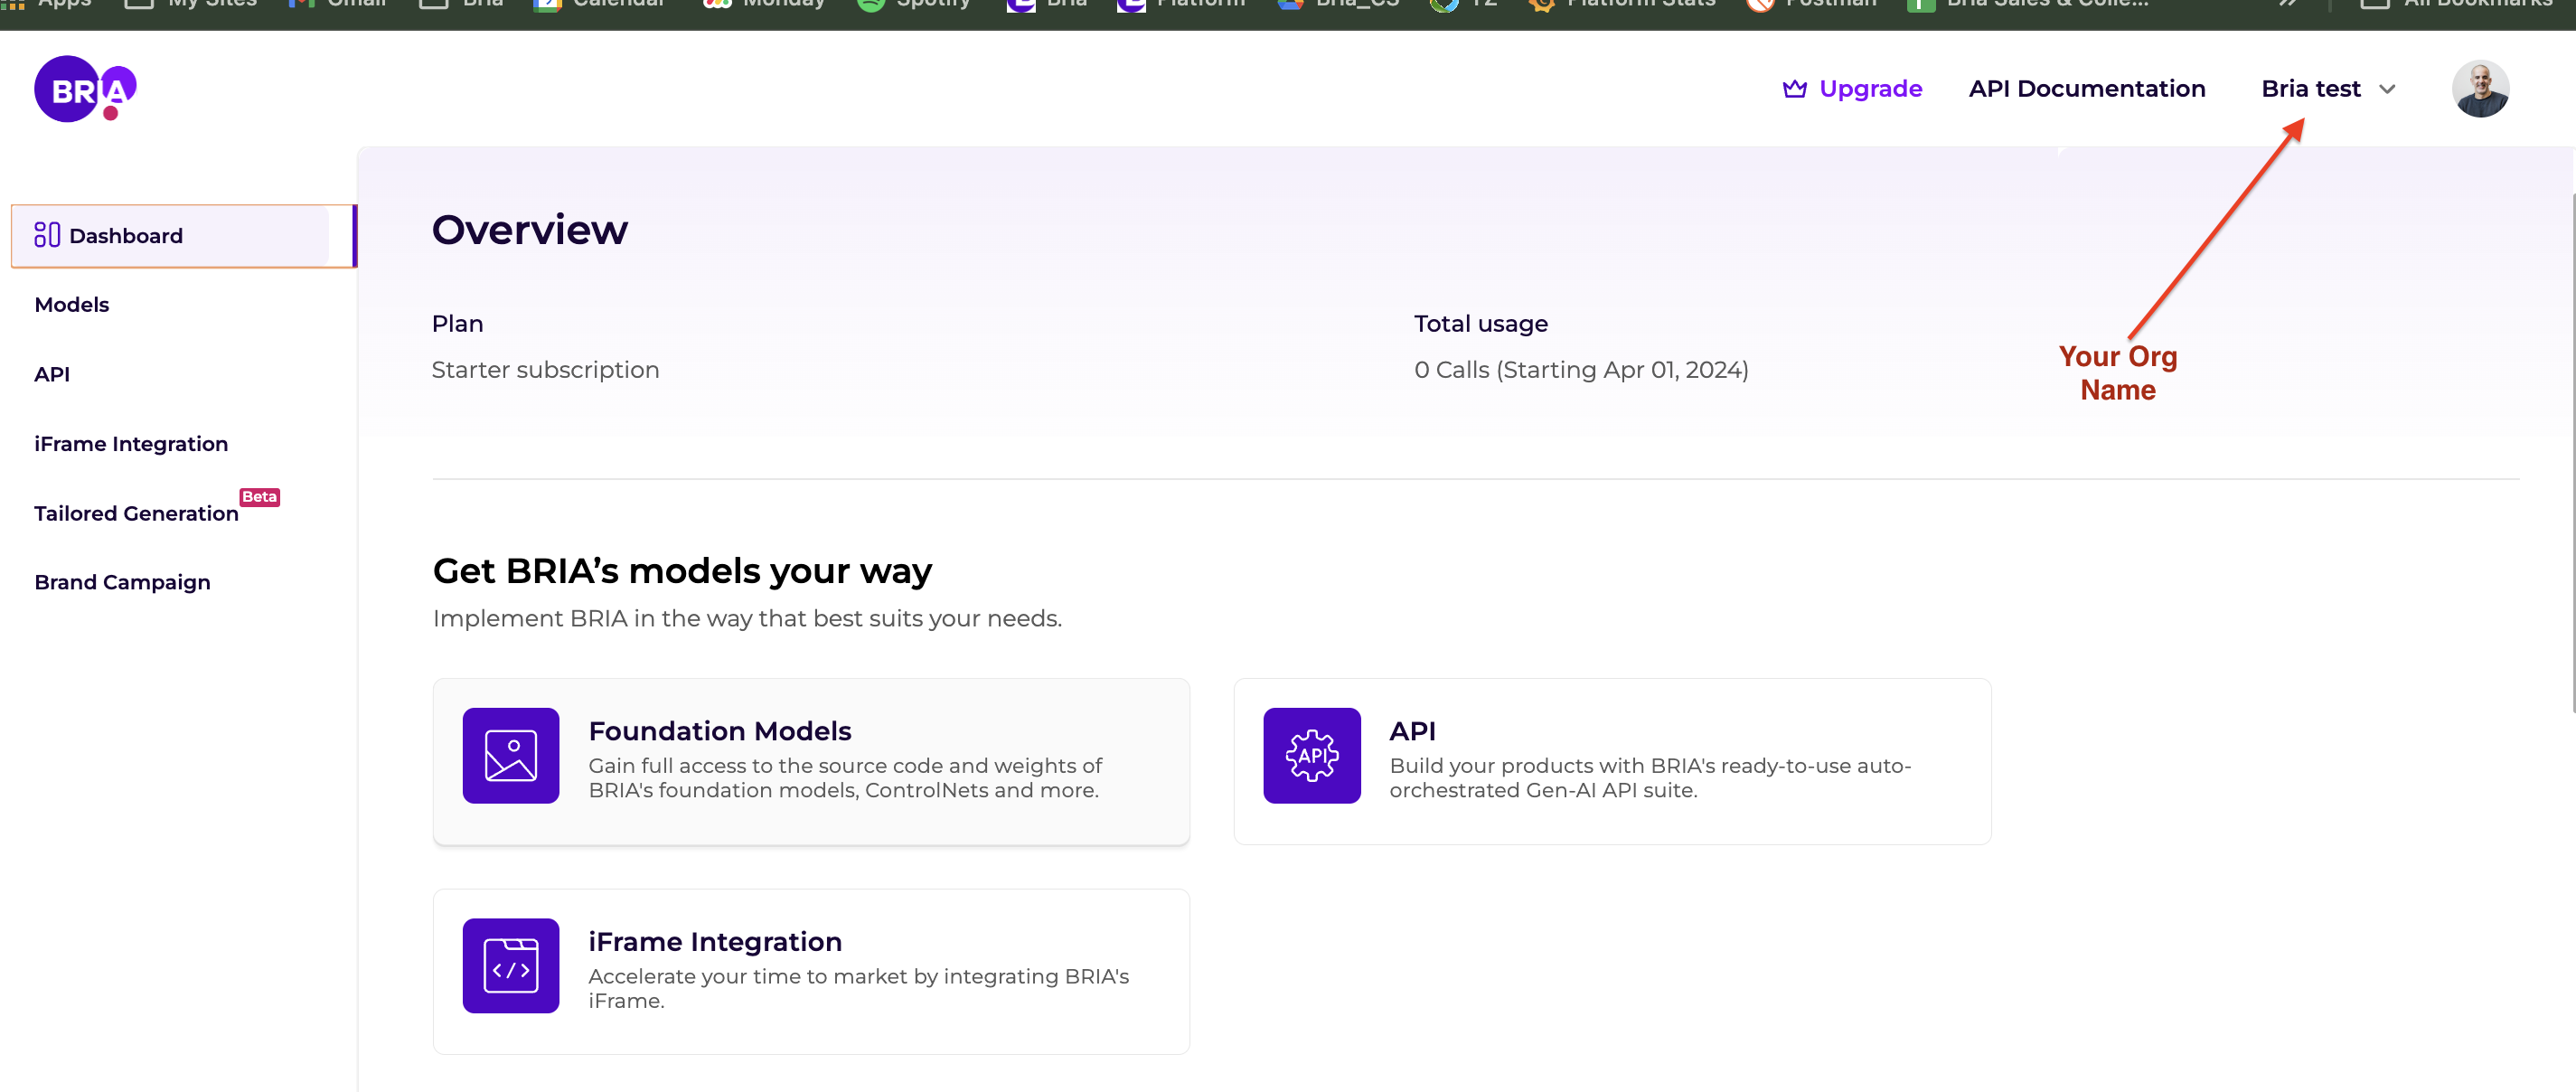 Apps My Sites Gmail Bria Calendar Monday Spotify Bria Platform Bria_CS YZ Platform Stats Postman Bria Sales & Colle... All Bookmarks
BRIA
Upgrade API Documentation Bria test
Dashboard
Models
API
iFrame Integration
Tailored Generation Beta
Brand Campaign
Overview
Plan
Starter subscription
Total usage
0 Calls (Starting Apr 01, 2024)
Your Org
Name
Get BRIA’s models your way
Implement BRIA in the way that best suits your needs.
Foundation Models
Gain full access to the source code and weights of
BRIA's foundation models, ControlNets and more.
API
API
Build your products with BRIA's ready-to-use auto-
orchestrated Gen-AI API suite.
</>
iFrame Integration
Accelerate your time to market by integrating BRIA's
iFrame.